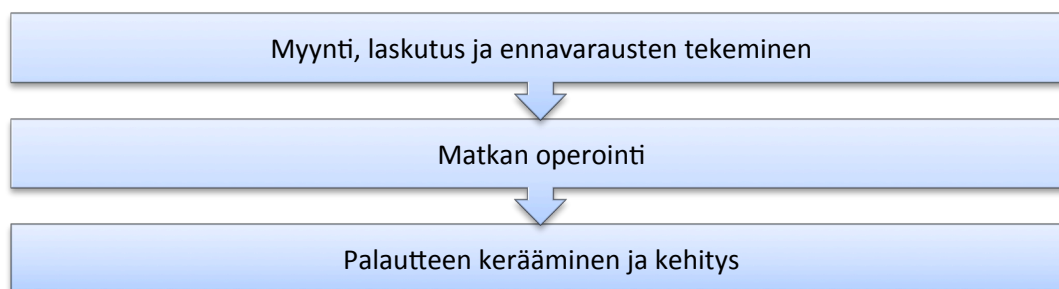 Myynti, laskutus ja ennavarausten tekeminen
Matkan operointi
Palautteen kerääminen ja kehitys